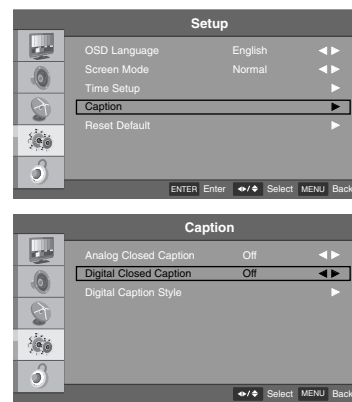 Setup
OSD Language English ◀ ▶
Screen Mode Normal ◀ ▶
Time Setup ▶
Caption ▶
Reset Default ▶
ENTER Enter ◂▸/◆ Select MENU Back
Caption
Analog Closed Caption Off ◀ ▶
Digital Closed Caption Off ◀ ▶
Digital Caption Style ▶
◂▸/◆ Select MENU Back